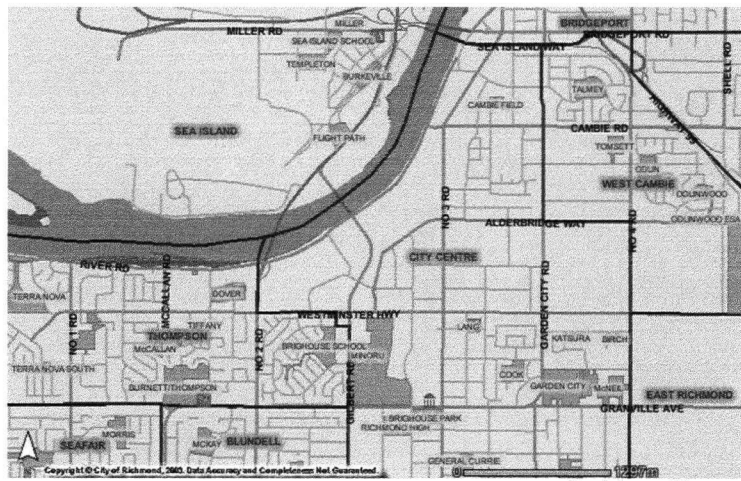 MILLER
MILLER RD
BRIDGEPORT
BRIDGEPORT RD
SEA ISLAND SCHOOL
SEA ISLAND WAY
TEMPLETON
BURKEVILLE
SHELL RD
TALMEY
CAMBIE FIELD
SEA ISLAND
FLIGHT PATH
CAMBIE RD
TOMSETT
ODLIN
WEST CAMBIE
ODLINWOOD
ODLINWOOD ESA
NO 3 RD
ALDERBRIDGE WAY
NO 4 RD
CITY CENTRE
RIVER RD
MCCALLAN RD
GARDEN CITY RD
TERRA NOVA
DOVER
WESTMINSTER HWY
NO 1 RD
TIFFANY
THOMPSON
LANG
KATSURA
BIRCH
NO 2 RD
BRIGHOUSE SCHOOL
MINORU
McCALLAN
TERRA NOVA SOUTH
GILBERT RD
COOK
BURNETT/THOMPSON
GARDEN CITY
McNEIL
EAST RICHMOND
GRANVILLE AVE
BRIGHOUSE PARK
RICHMOND HIGH
MORRIS
SEAFAIR
MCKAY
BLUNDELL
GENERAL CURRIE
Copyright © City of Richmond, 2003. Data Accuracy and Completeness Not Guaranteed.
0